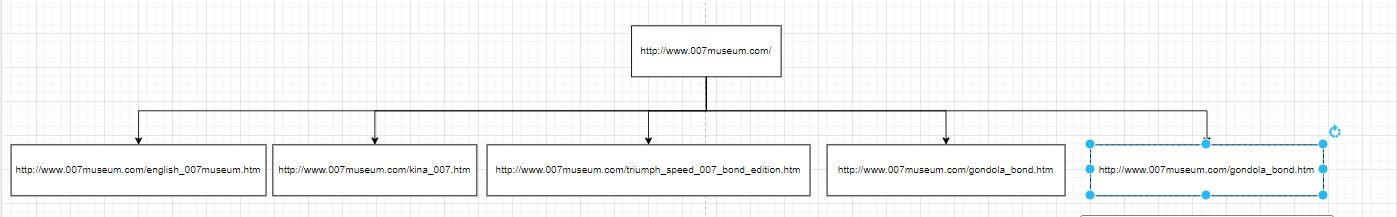 http://www.007museum.com/
http://www.007museum.com/english_007museum.htm
http://www.007museum.com/kina_007.htm
http://www.007museum.com/triumph_speed_007_bond_edition.htm
http://www.007museum.com/gondola_bond.htm
http://www.007museum.com/gondola_bond.htm